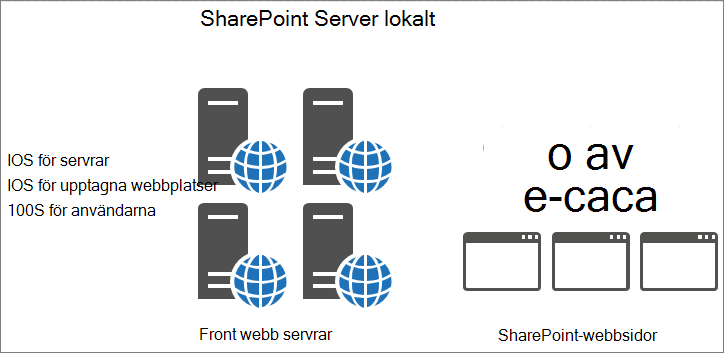 SharePoint Server lokalt
IOS för servrar
IOS för upptagna webbplatser
100S för användarna
o av
e-caca
Front webb servrar
SharePoint-webbsidor